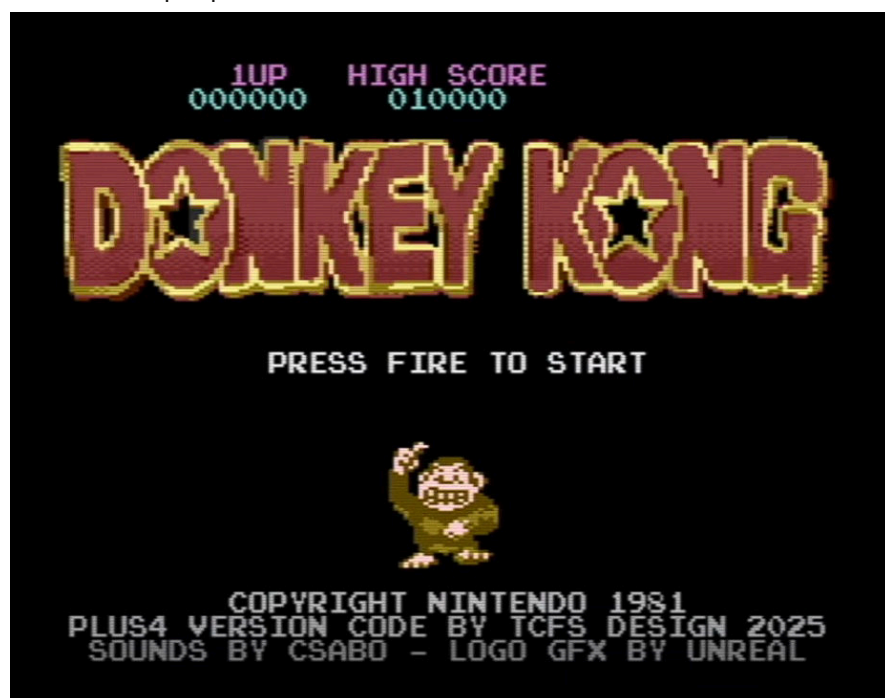 1UP HIGH SCORE
000000 010000
DONKEY KONG
PRESS FIRE TO START
COPYRIGHT NINTENDO 1981
PLUS4 VERSION CODE BY TCFS DESIGN 2025
SOUNDS BY CSABO - LOGO GFX BY UNREAL